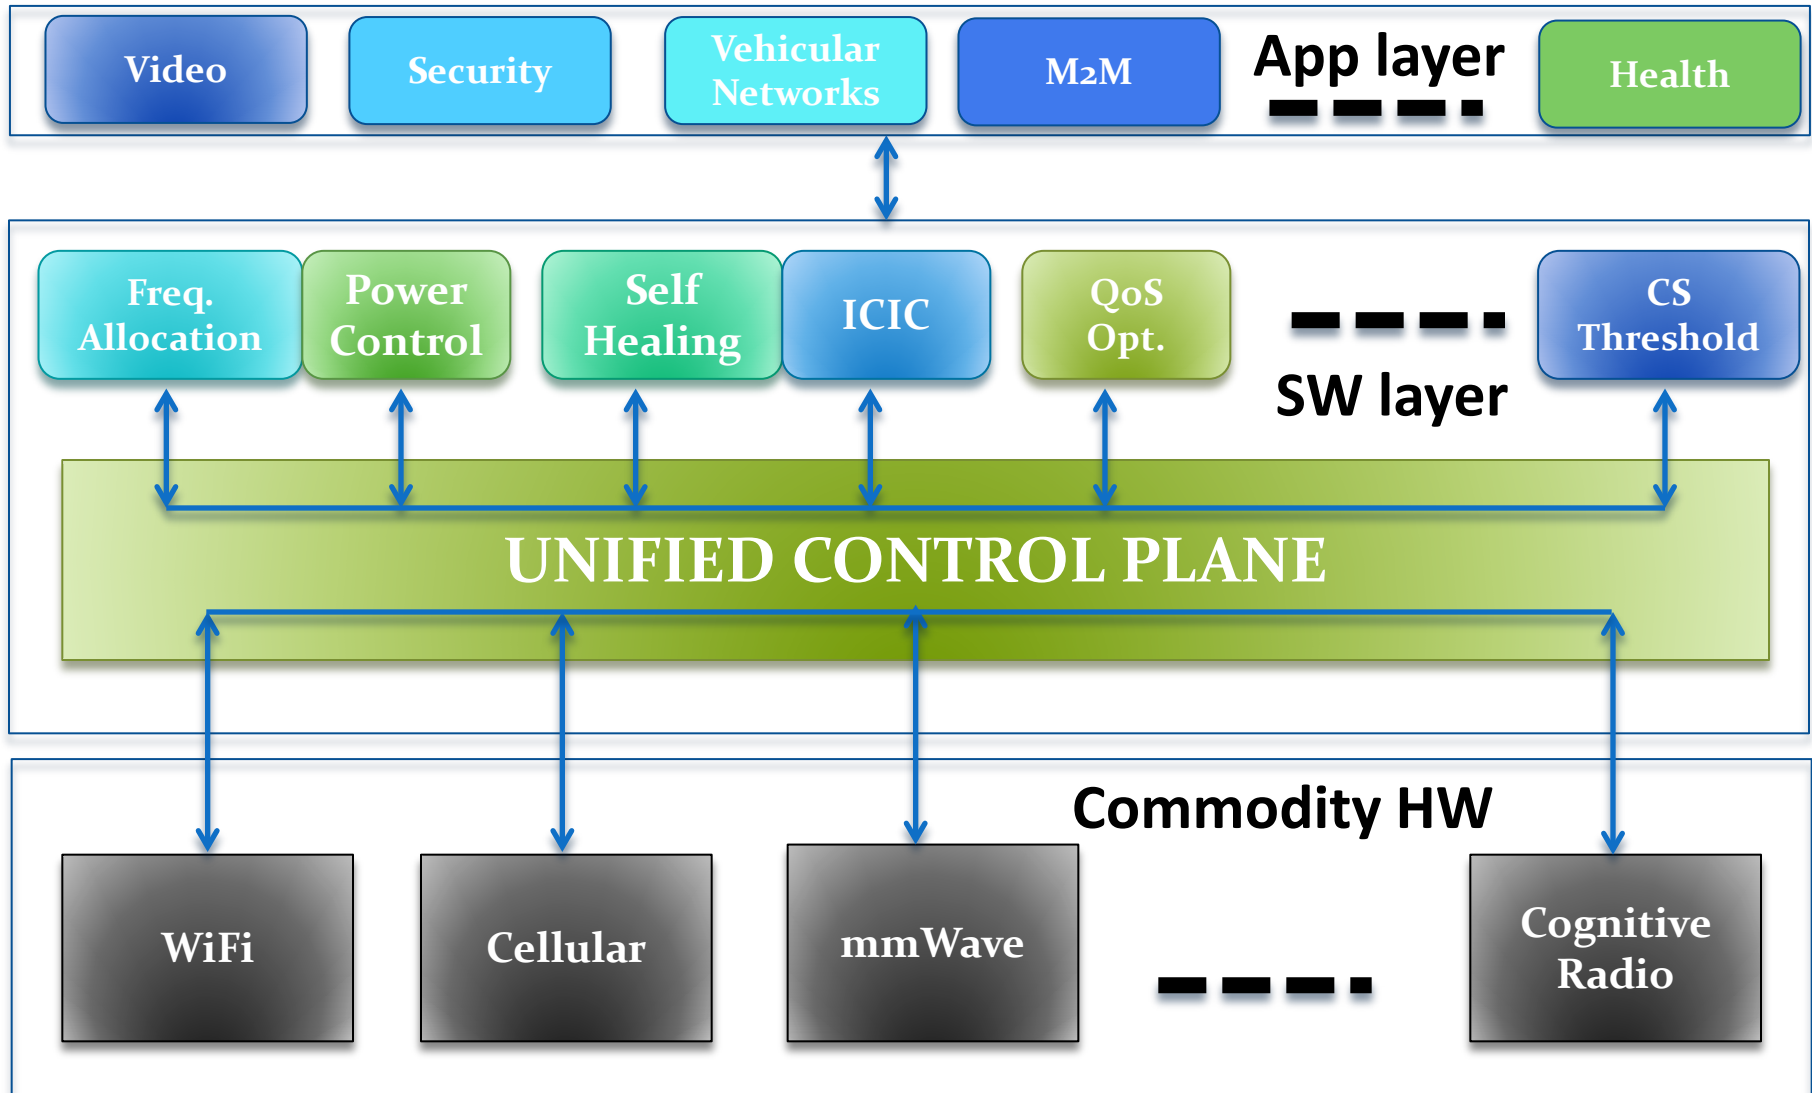 Video
Security
Vehicular
Networks
M2M
App layer
Health
Freq.
Allocation
Power
Control
Self
Healing
ICIC
QoS
Opt.
SW layer
CS
Threshold
UNIFIED CONTROL PLANE
Commodity HW
WiFi
Cellular
mmWave
Cognitive
Radio